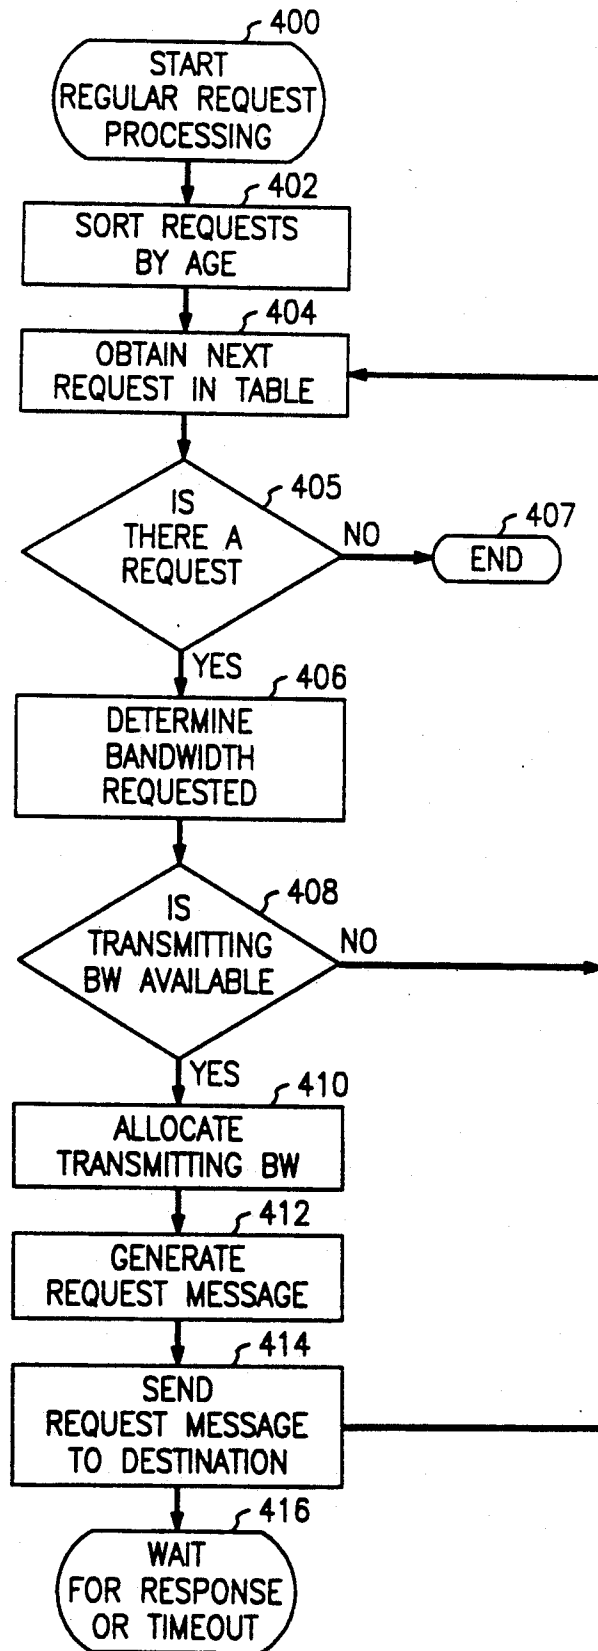 400
START
REGULAR REQUEST
PROCESSING
402
SORT REQUESTS
BY AGE
404
OBTAIN NEXT
REQUEST IN TABLE
405
IS
THERE A
REQUEST
NO
407
END
YES
406
DETERMINE
BANDWIDTH
REQUESTED
408
IS
TRANSMITTING
BW AVAILABLE
NO
YES
410
ALLOCATE
TRANSMITTING BW
412
GENERATE
REQUEST MESSAGE
414
SEND
REQUEST MESSAGE
TO DESTINATION
416
WAIT
FOR RESPONSE
OR TIMEOUT